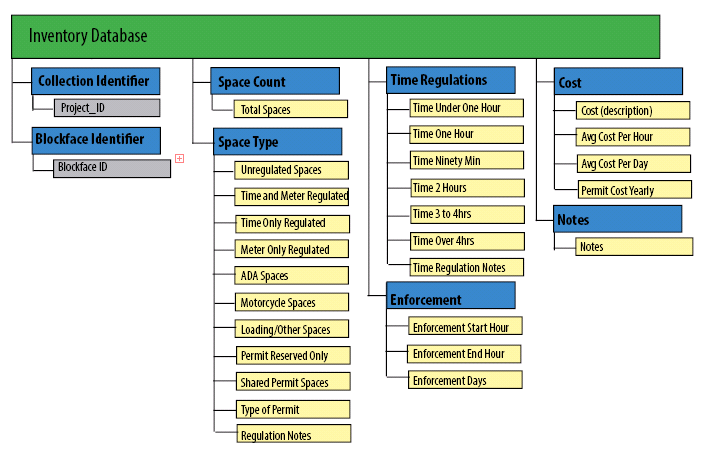 Inventory Database
Collection Identifier
Project_ID
Blockface Identifier
Blockface ID
Space Count
Total Spaces
Space Type
Unregulated Spaces
Time and Meter Regulated
Time Only Regulated
Meter Only Regulated
ADA Spaces
Motorcycle Spaces
Loading/Other Spaces
Permit Reserved Only
Shared Permit Spaces
Type of Permit
Regulation Notes
Time Regulations
Time Under One Hour
Time One Hour
Time Ninety Min
Time 2 Hours
Time 3 to 4hrs
Time Over 4hrs
Time Regulation Notes
Enforcement
Enforcement Start Hour
Enforcement End Hour
Enforcement Days
Cost
Cost (description)
Avg Cost Per Hour
Avg Cost Per Day
Permit Cost Yearly
Notes
Notes